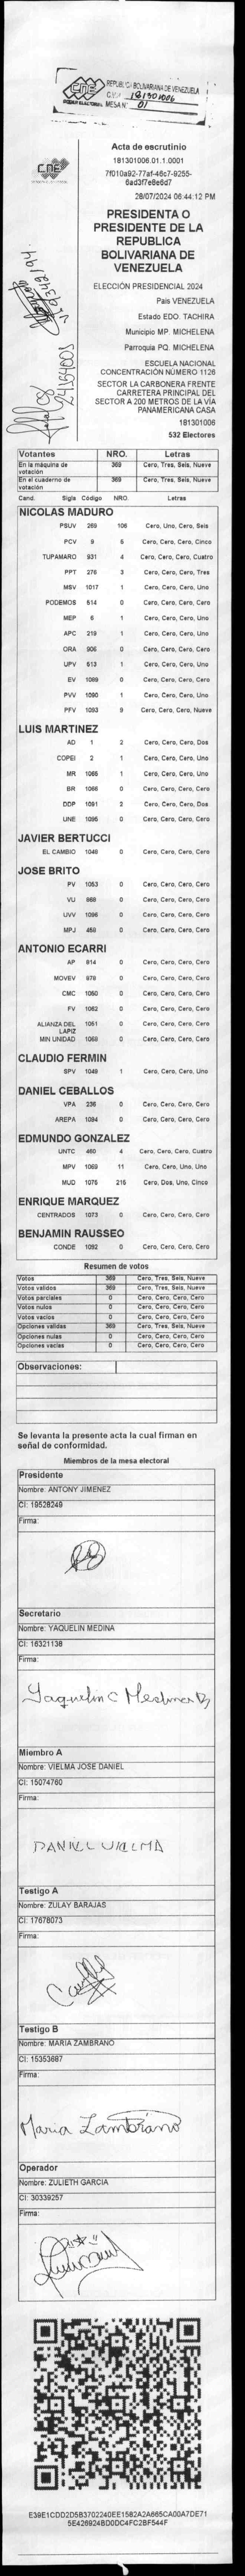 CNE
PODER ELECTORAL
REPUBLICA BOLIVARIANA DE VENEZUELA
C.V: 181301006
MESA Nº 01
CNE
Acta de escrutinio
181301006.01.1.0001
7f010a92-77af-46c7-9255-
6ad3f7e8e6d7
28/07/2024 06:44:12 PM
PRESIDENTA O
PRESIDENTE DE LA
REPUBLICA
BOLIVARIANA DE
VENEZUELA
ELECCIÓN PRESIDENCIAL 2024
País VENEZUELA
Estado EDO. TACHIRA
Municipio MP. MICHELENA
Parroquia PQ. MICHELENA
ESCUELA NACIONAL
CONCENTRACIÓN NÚMERO 1126
SECTOR LA CARBONERA FRENTE
CARRETERA PRINCIPAL DEL
SECTOR A 200 METROS DE LA VÍA
PANAMERICANA CASA
181301006
532 Electores
Votantes NRO. Letras
En la máquina de votación 369 Cero, Tres, Seis, Nueve
En el cuaderno de votación 369 Cero, Tres, Seis, Nueve
Cand. Sigla Código NRO. Letras
NICOLAS MADURO
PSUV 269 106 Cero, Uno, Cero, Seis
PCV 9 5 Cero, Cero, Cero, Cinco
TUPAMARO 931 4 Cero, Cero, Cero, Cuatro
PPT 276 3 Cero, Cero, Cero, Tres
MSV 1017 1 Cero, Cero, Cero, Uno
PODEMOS 514 0 Cero, Cero, Cero, Cero
MEP 6 1 Cero, Cero, Cero, Uno
APC 219 1 Cero, Cero, Cero, Uno
ORA 906 0 Cero, Cero, Cero, Cero
UPV 513 1 Cero, Cero, Cero, Uno
EV 1089 0 Cero, Cero, Cero, Cero
PVV 1090 1 Cero, Cero, Cero, Uno
PFV 1093 9 Cero, Cero, Cero, Nueve
LUIS MARTINEZ
AD 1 2 Cero, Cero, Cero, Dos
COPEI 2 1 Cero, Cero, Cero, Uno
MR 1065 1 Cero, Cero, Cero, Uno
BR 1066 0 Cero, Cero, Cero, Cero
DDP 1091 2 Cero, Cero, Cero, Dos
UNE 1095 0 Cero, Cero, Cero, Cero
JAVIER BERTUCCI
EL CAMBIO 1048 0 Cero, Cero, Cero, Cero
JOSE BRITO
PV 1053 0 Cero, Cero, Cero, Cero
VU 868 0 Cero, Cero, Cero, Cero
UVV 1096 0 Cero, Cero, Cero, Cero
MPJ 458 0 Cero, Cero, Cero, Cero
ANTONIO ECARRI
AP 814 0 Cero, Cero, Cero, Cero
MOVEV 978 0 Cero, Cero, Cero, Cero
CMC 1050 0 Cero, Cero, Cero, Cero
FV 1062 0 Cero, Cero, Cero, Cero
ALIANZA DEL LAPIZ 1051 0 Cero, Cero, Cero, Cero
MIN UNIDAD 1068 0 Cero, Cero, Cero, Cero
CLAUDIO FERMIN
SPV 1049 1 Cero, Cero, Cero, Uno
DANIEL CEBALLOS
VPA 236 0 Cero, Cero, Cero, Cero
AREPA 1094 0 Cero, Cero, Cero, Cero
EDMUNDO GONZALEZ
UNTC 460 4 Cero, Cero, Cero, Cuatro
MPV 1069 11 Cero, Cero, Uno, Uno
MUD 1076 215 Cero, Dos, Uno, Cinco
ENRIQUE MARQUEZ
CENTRADOS 1073 0 Cero, Cero, Cero, Cero
BENJAMIN RAUSSEO
CONDE 1092 0 Cero, Cero, Cero, Cero
Resumen de votos
Votos 369 Cero, Tres, Seis, Nueve
Votos validos 369 Cero, Tres, Seis, Nueve
Votos parciales 0 Cero, Cero, Cero, Cero
Votos nulos 0 Cero, Cero, Cero, Cero
Votos vacios 0 Cero, Cero, Cero, Cero
Opciones validas 369 Cero, Tres, Seis, Nueve
Opciones nulas 0 Cero, Cero, Cero, Cero
Opciones vacias 0 Cero, Cero, Cero, Cero
Observaciones:
Se levanta la presente acta la cual firman en
señal de conformidad.
Miembros de la mesa electoral
Presidente
Nombre: ANTONY JIMENEZ
CI: 19528249
Firma:
Secretario
Nombre: YAQUELIN MEDINA
CI: 16321138
Firma:
Yaquelin C Medina B
Miembro A
Nombre: VIELMA JOSE DANIEL
CI: 15074760
Firma:
DANIEL VIELMA
Testigo A
Nombre: ZULAY BARAJAS
CI: 17678073
Firma:
Testigo B
Nombre: MARIA ZAMBRANO
CI: 15353687
Firma:
Maria Zambrano
Operador
Nombre: ZULIETH GARCIA
CI: 30339257
Firma:
E39E1CDD2D5B3702240EE1582A2A665CA00A7DE71
5E426924BD0DC4FC2BF544F